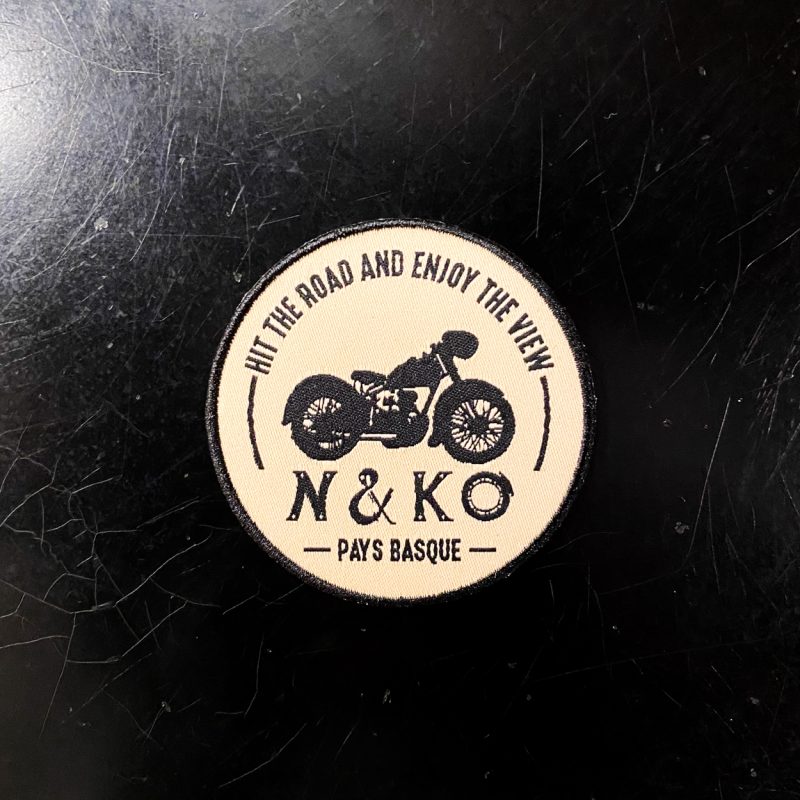 HIT THE ROAD AND ENJOY THE VIEW
N & KO
— PAYS BASQUE —